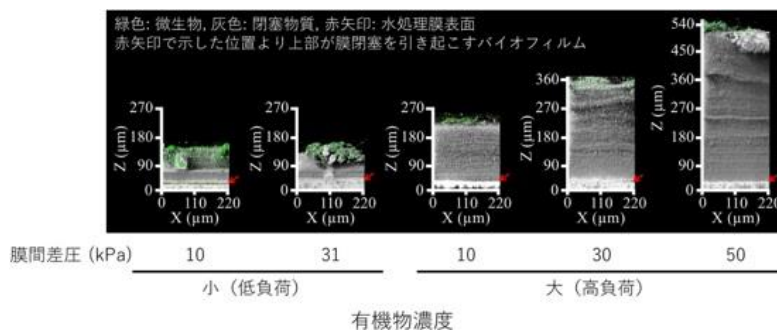 緑色: 微生物, 灰色: 閉塞物質, 赤矢印: 水処理膜表面
赤矢印で示した位置より上部が膜閉塞を引き起こすバイオフィルム
270
180
90
0
Z (µm)
0 110 220
X (µm)
270
180
90
0
Z (µm)
0 110 220
X (µm)
270
180
90
0
Z (µm)
0 110 220
X (µm)
360
270
180
90
0
Z (µm)
0 110 220
X (µm)
540
450
360
270
180
90
0
Z (µm)
0 110 220
X (µm)
膜間差圧 (kPa) 10 31 10 30 50
小（低負荷） 大（高負荷）
有機物濃度